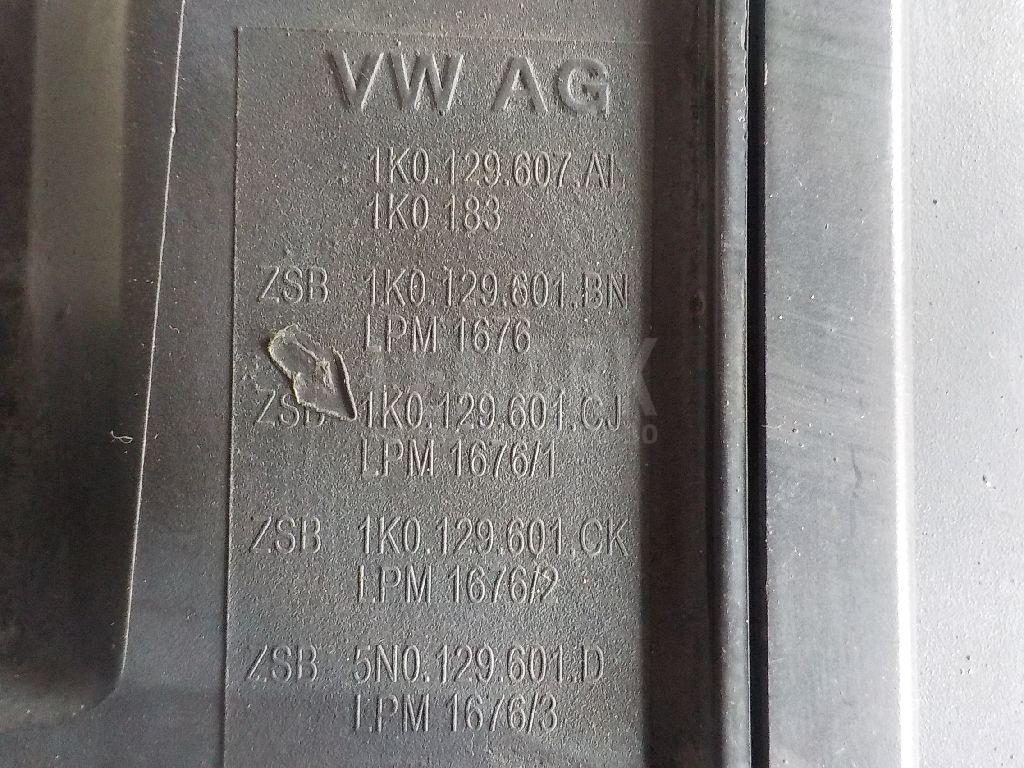 VW AG
1K0.129.607.AL
1K0 183
ZSB 1K0.129.601.BN
LPM 1676
ZSB 1K0.129.601.CJ
LPM 1676/1
ZSB 1K0.129.601.CK
LPM 1676/2
ZSB 5N0.129.601.D
LPM 1676/3